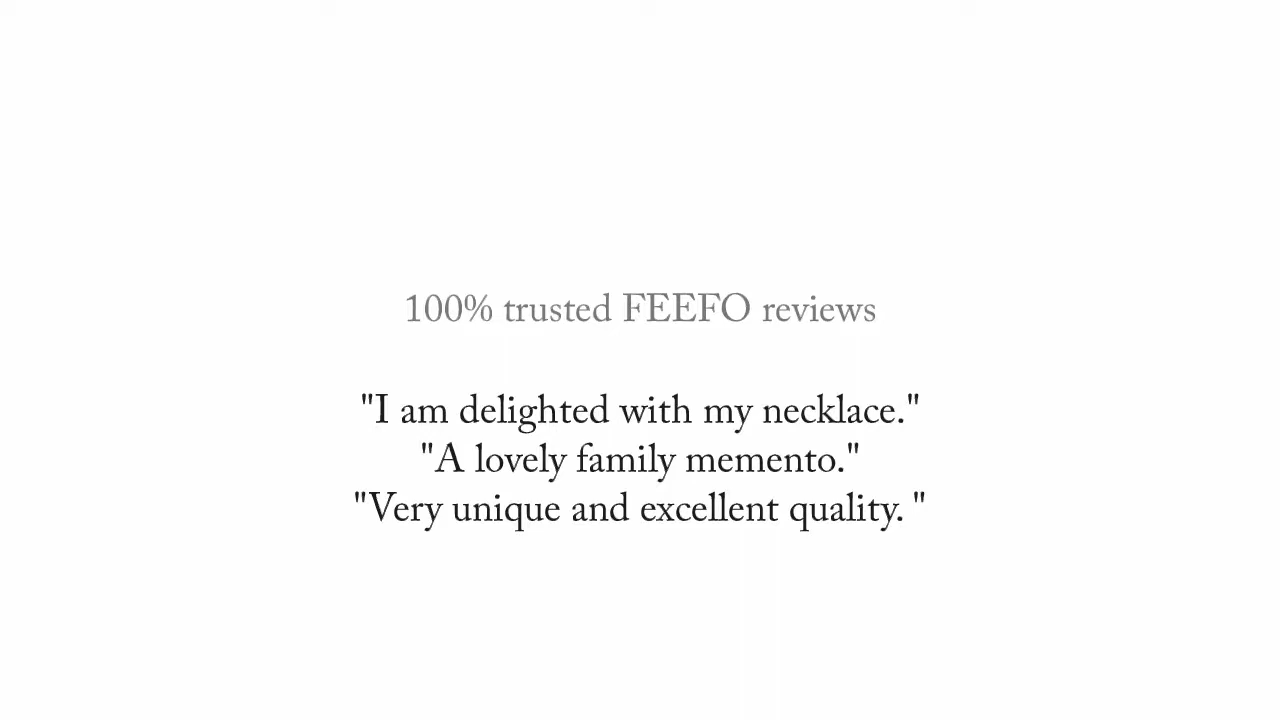 100% trusted FEEFO reviews
"I am delighted with my necklace."
"A lovely family memento."
"Very unique and excellent quality. "